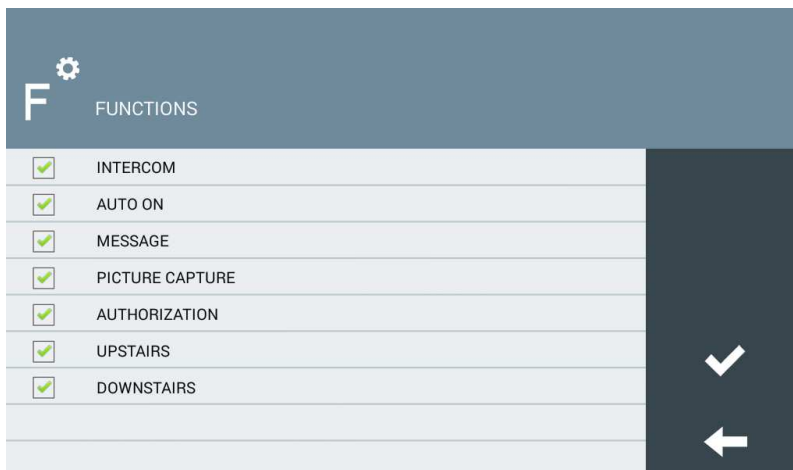 F
FUNCTIONS
INTERCOM
AUTO ON
MESSAGE
PICTURE CAPTURE
AUTHORIZATION
UPSTAIRS
DOWNSTAIRS